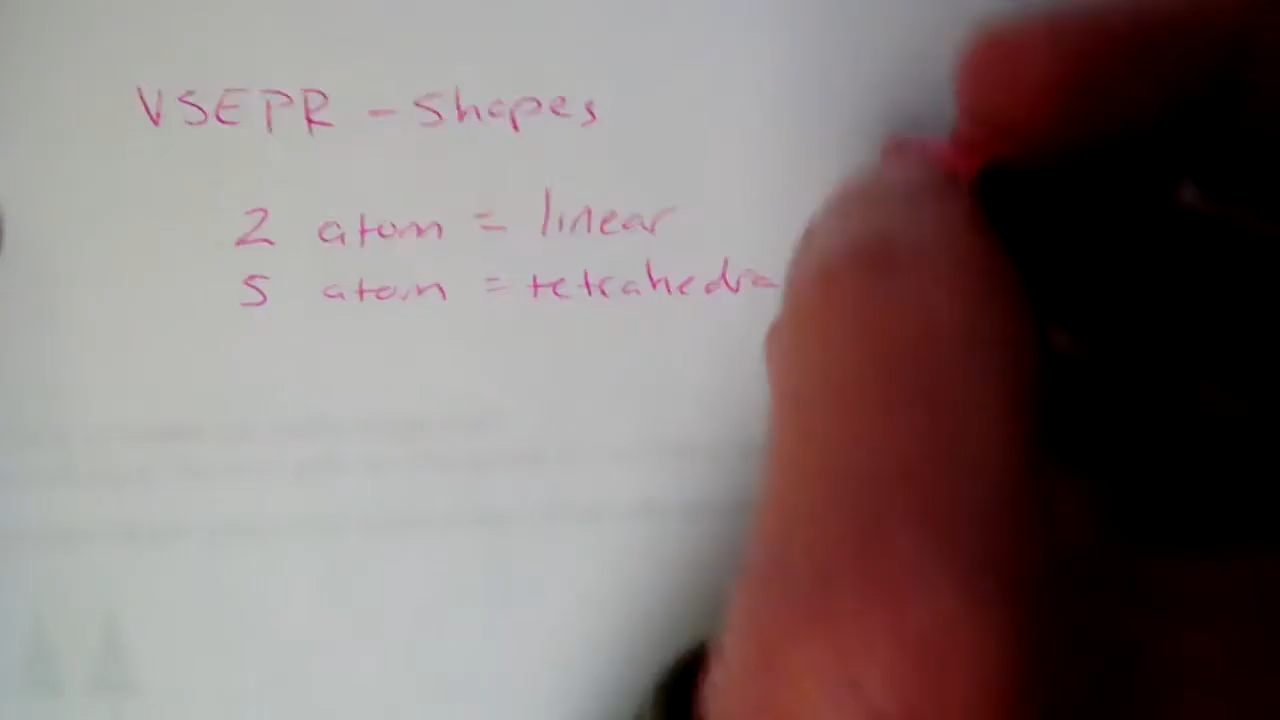 VSEPR - Shapes
2 atom = linear
5 atom = tetrahedra